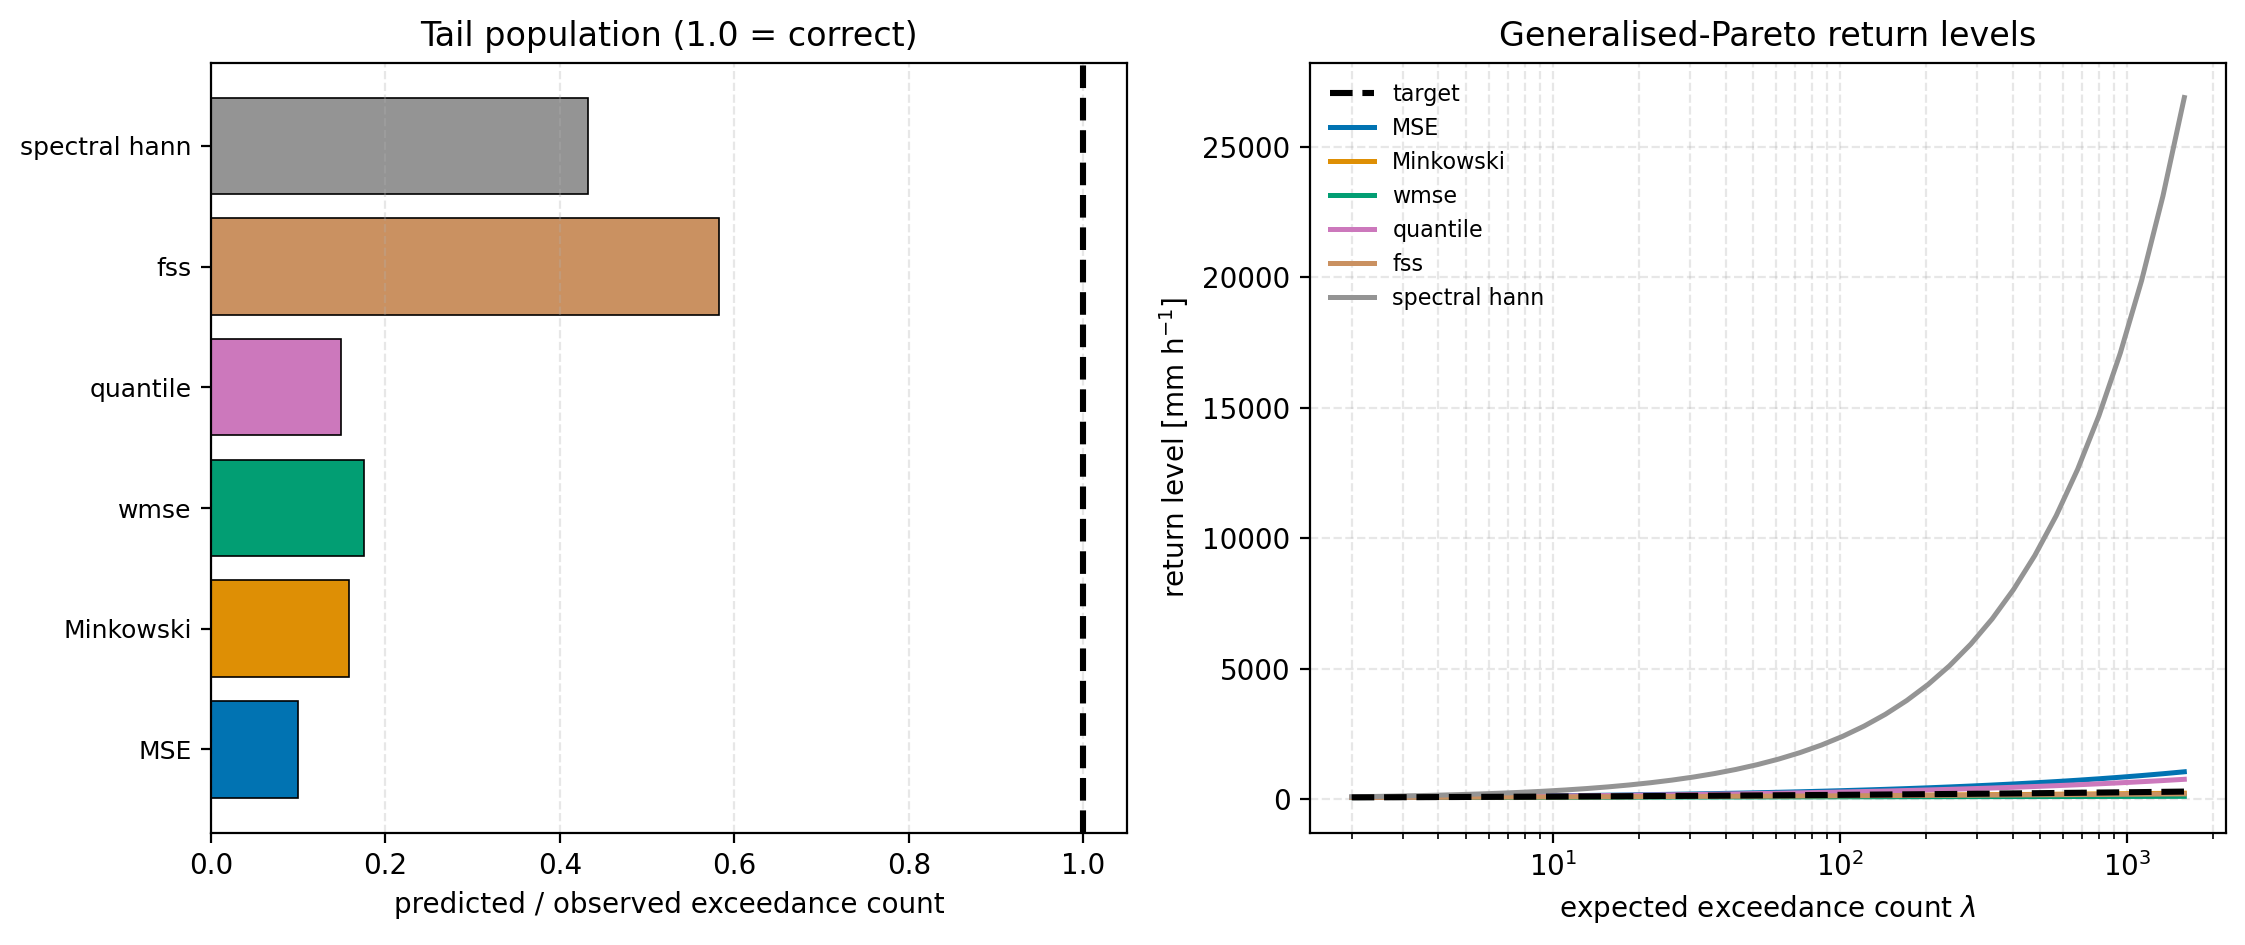 Tail population (1.0 = correct)
spectral hann
fss
quantile
wmse
Minkowski
MSE
0.0 0.2 0.4 0.6 0.8 1.0
predicted / observed exceedance count
Generalised-Pareto return levels
target
MSE
Minkowski
wmse
quantile
fss
spectral hann
25000
20000
15000
10000
5000
0
return level [mm h⁻¹]
10¹ 10² 10³
expected exceedance count λ